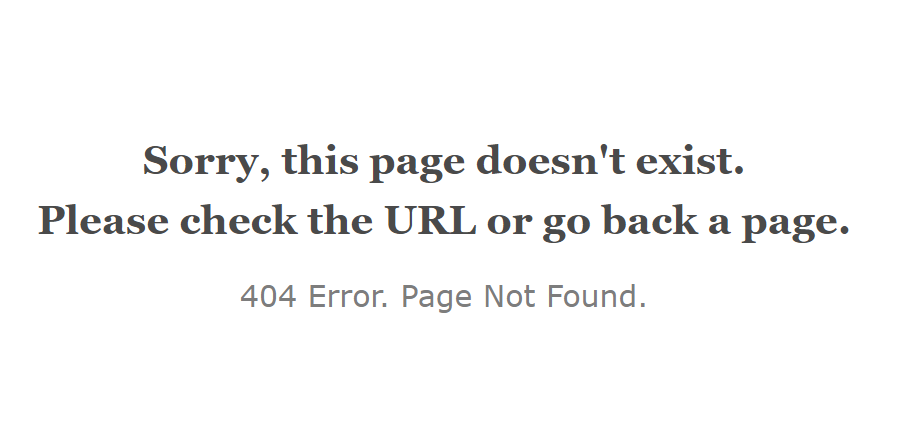 Sorry, this page doesn't exist.
Please check the URL or go back a page.
404 Error. Page Not Found.